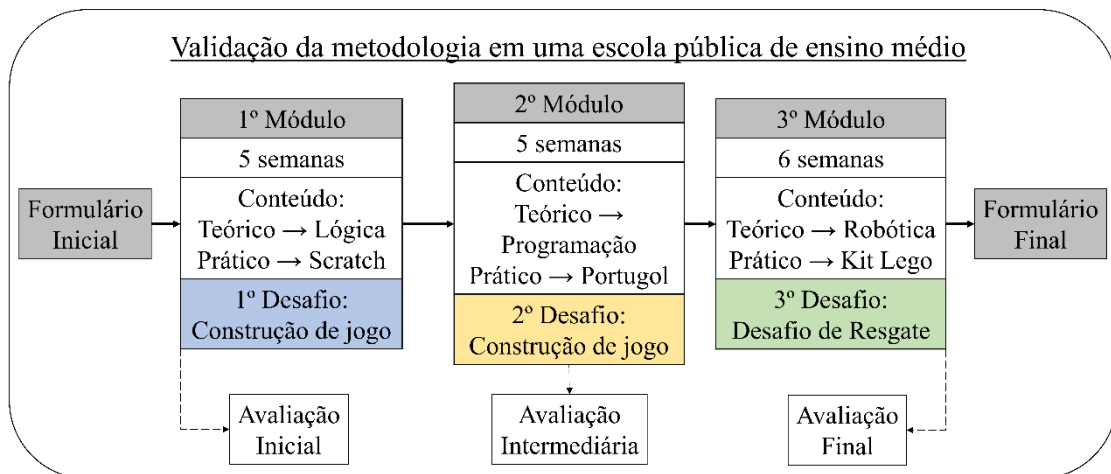 Validação da metodologia em uma escola pública de ensino médio
Formulário
Inicial
1º Módulo
5 semanas
Conteúdo:
Teórico → Lógica
Prático → Scratch
1º Desafio:
Construção de jogo
Avaliação
Inicial
2º Módulo
5 semanas
Conteúdo:
Teórico →
Programação
Prático → Portugol
2º Desafio:
Construção de jogo
Avaliação
Intermediária
3º Módulo
6 semanas
Conteúdo:
Teórico → Robótica
Prático → Kit Lego
3º Desafio:
Desafio de Resgate
Avaliação
Final
Formulário
Final